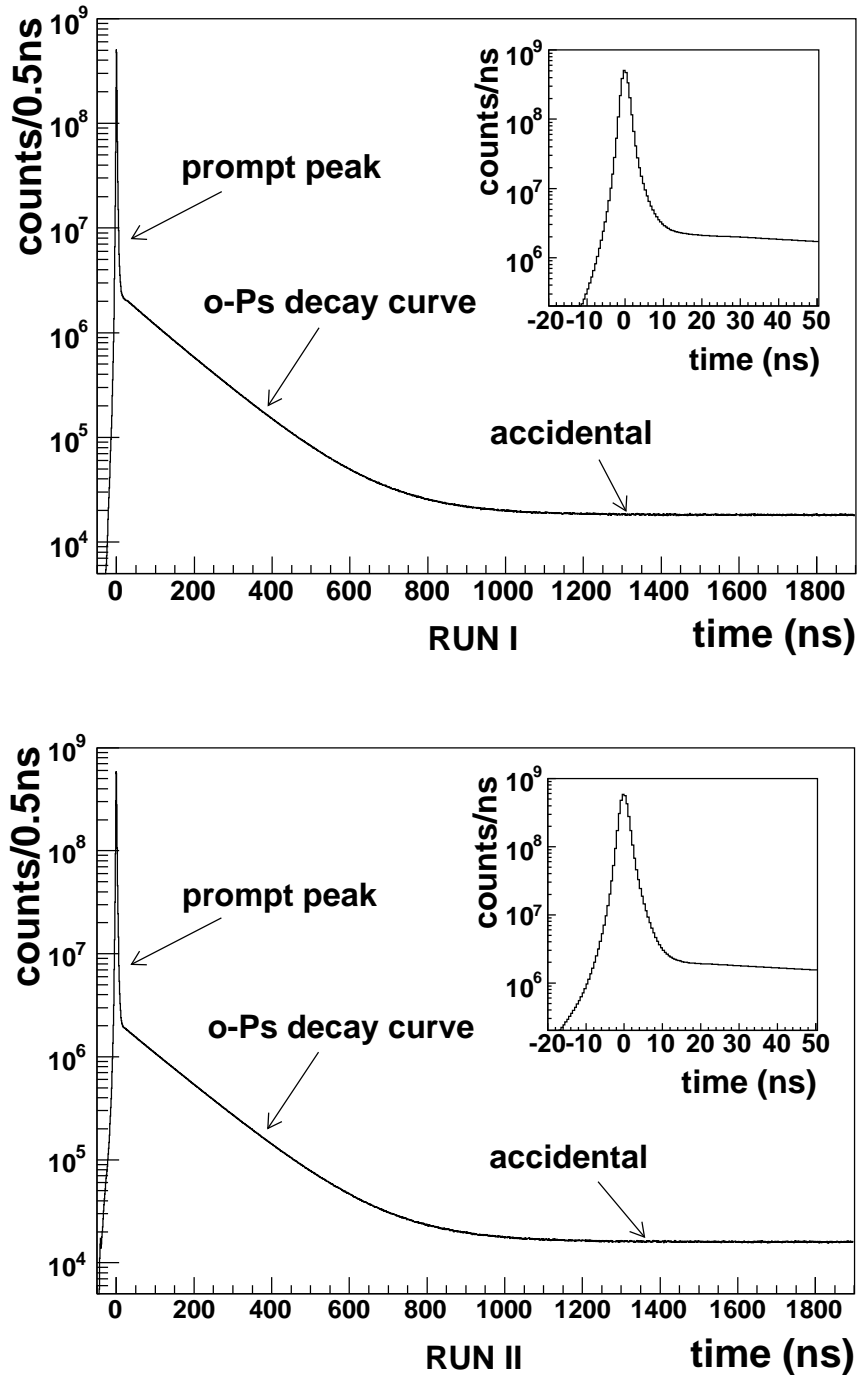 10^9
10^8
10^7
10^6
10^5
10^4
counts/0.5ns
prompt peak
o-Ps decay curve
accidental
0 200 400 600 800 1000 1200 1400 1600 1800
RUN I
time (ns)
10^9
10^8
10^7
10^6
counts/ns
-20 -10 0 10 20 30 40 50
time (ns)
10^9
10^8
10^7
10^6
10^5
10^4
counts/0.5ns
prompt peak
o-Ps decay curve
accidental
0 200 400 600 800 1000 1200 1400 1600 1800
RUN II
time (ns)
10^9
10^8
10^7
10^6
counts/ns
-20 -10 0 10 20 30 40 50
time (ns)